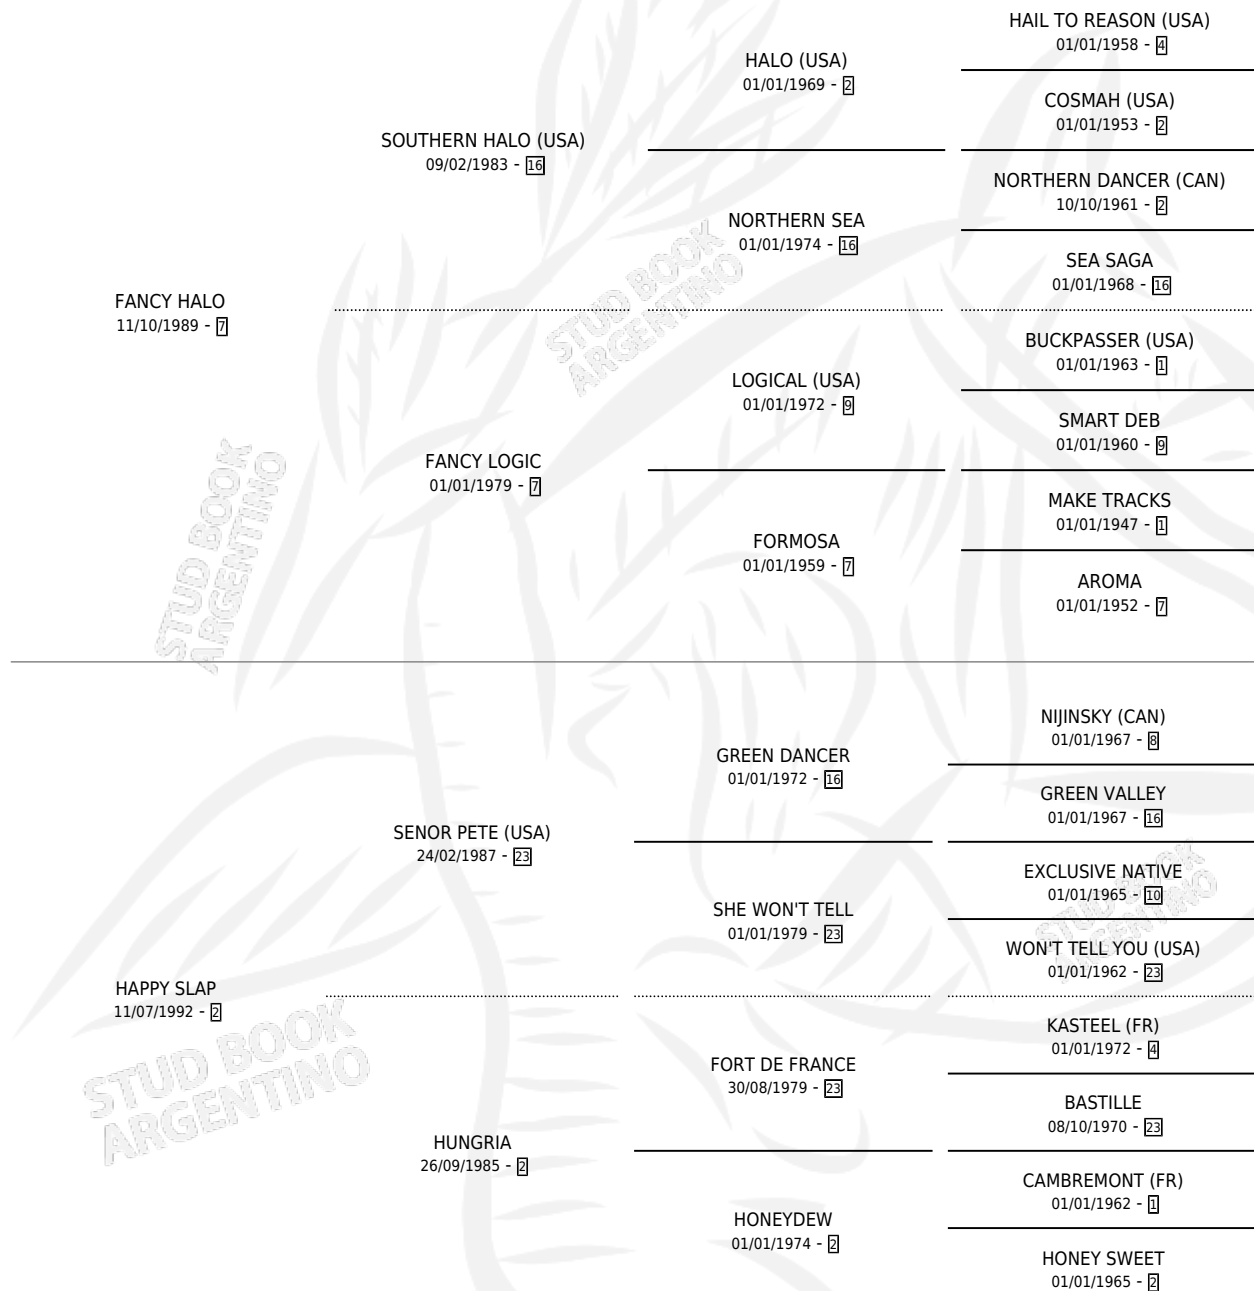 HAIL TO REASON (USA)
01/01/1958 - 4
HALO (USA)
01/01/1969 - 2
COSMAH (USA)
01/01/1953 - 2
SOUTHERN HALO (USA)
09/02/1983 - 16
NORTHERN DANCER (CAN)
10/10/1961 - 2
NORTHERN SEA
01/01/1974 - 16
SEA SAGA
01/01/1968 - 16
FANCY HALO
11/10/1989 - 7
STUD BOOK
ARGENTINO
BUCKPASSER (USA)
01/01/1963 - 1
LOGICAL (USA)
01/01/1972 - 9
SMART DEB
01/01/1960 - 9
FANCY LOGIC
01/01/1979 - 7
MAKE TRACKS
01/01/1947 - 1
FORMOSA
01/01/1959 - 7
AROMA
01/01/1952 - 7
STUD BOOK
ARGENTINO
NIJINSKY (CAN)
01/01/1967 - 8
GREEN DANCER
01/01/1972 - 16
GREEN VALLEY
01/01/1967 - 16
SENOR PETE (USA)
24/02/1987 - 23
EXCLUSIVE NATIVE
01/01/1965 - 10
SHE WON'T TELL
01/01/1979 - 23
STUD BOOK
ARGENTINO
WON'T TELL YOU (USA)
01/01/1962 - 23
HAPPY SLAP
11/07/1992 - 2
KASTEEL (FR)
01/01/1972 - 4
FORT DE FRANCE
30/08/1979 - 23
BASTILLE
08/10/1970 - 23
STUD BOOK
ARGENTINO
HUNGRIA
26/09/1985 - 2
CAMBREMONT (FR)
01/01/1962 - 1
HONEYDEW
01/01/1974 - 2
HONEY SWEET
01/01/1965 - 2